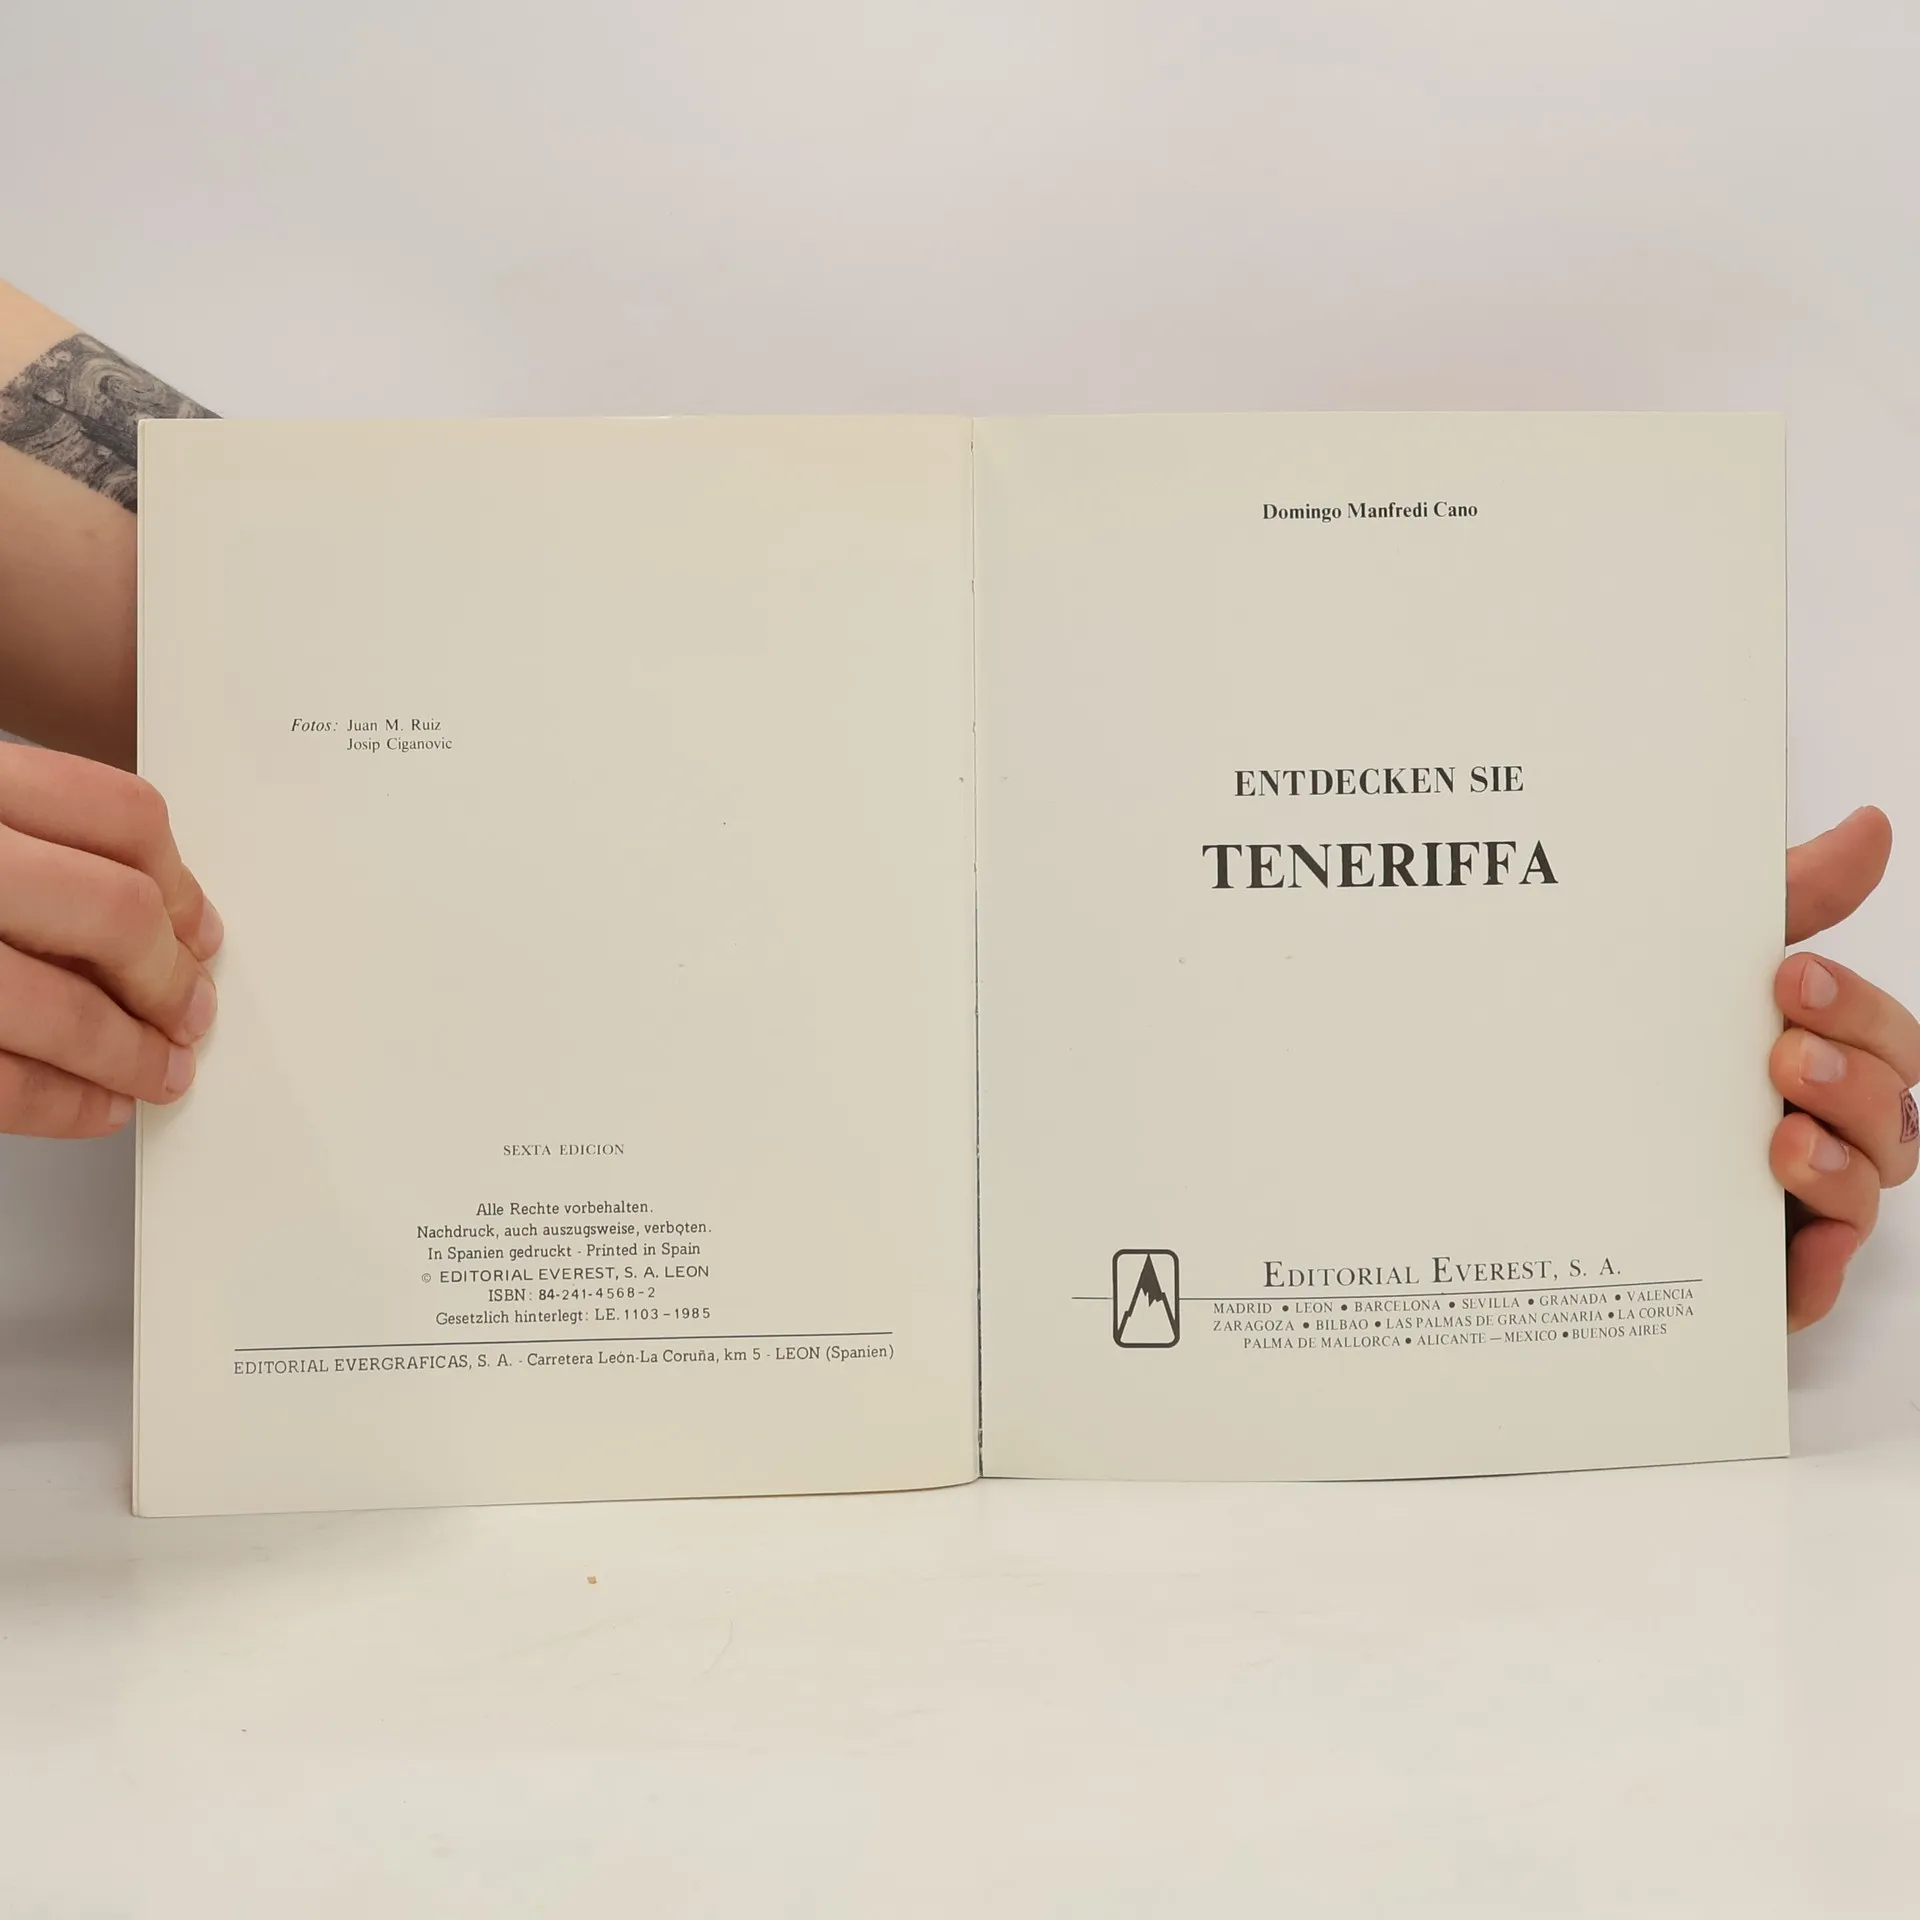 Fotos: Juan M. Ruiz
Josip Ciganovic
SEXTA EDICION
Alle Rechte vorbehalten.
Nachdruck, auch auszugsweise, verboten.
In Spanien gedruckt - Printed in Spain
© EDITORIAL EVEREST, S. A. LEON
ISBN: 84-241-4568-2
Gesetzlich hinterlegt: LE. 1103-1985
EDITORIAL EVERGRAFICAS, S. A. - Carretera León-La Coruña, km 5 - LEON (Spanien)
Domingo Manfredi Cano
ENTDECKEN SIE
TENERIFFA
EDITORIAL EVEREST, S. A.
MADRID • LEON • BARCELONA • SEVILLA • GRANADA • VALENCIA
ZARAGOZA • BILBAO • LAS PALMAS DE GRAN CANARIA • LA CORUÑA
PALMA DE MALLORCA • ALICANTE — MEXICO • BUENOS AIRES